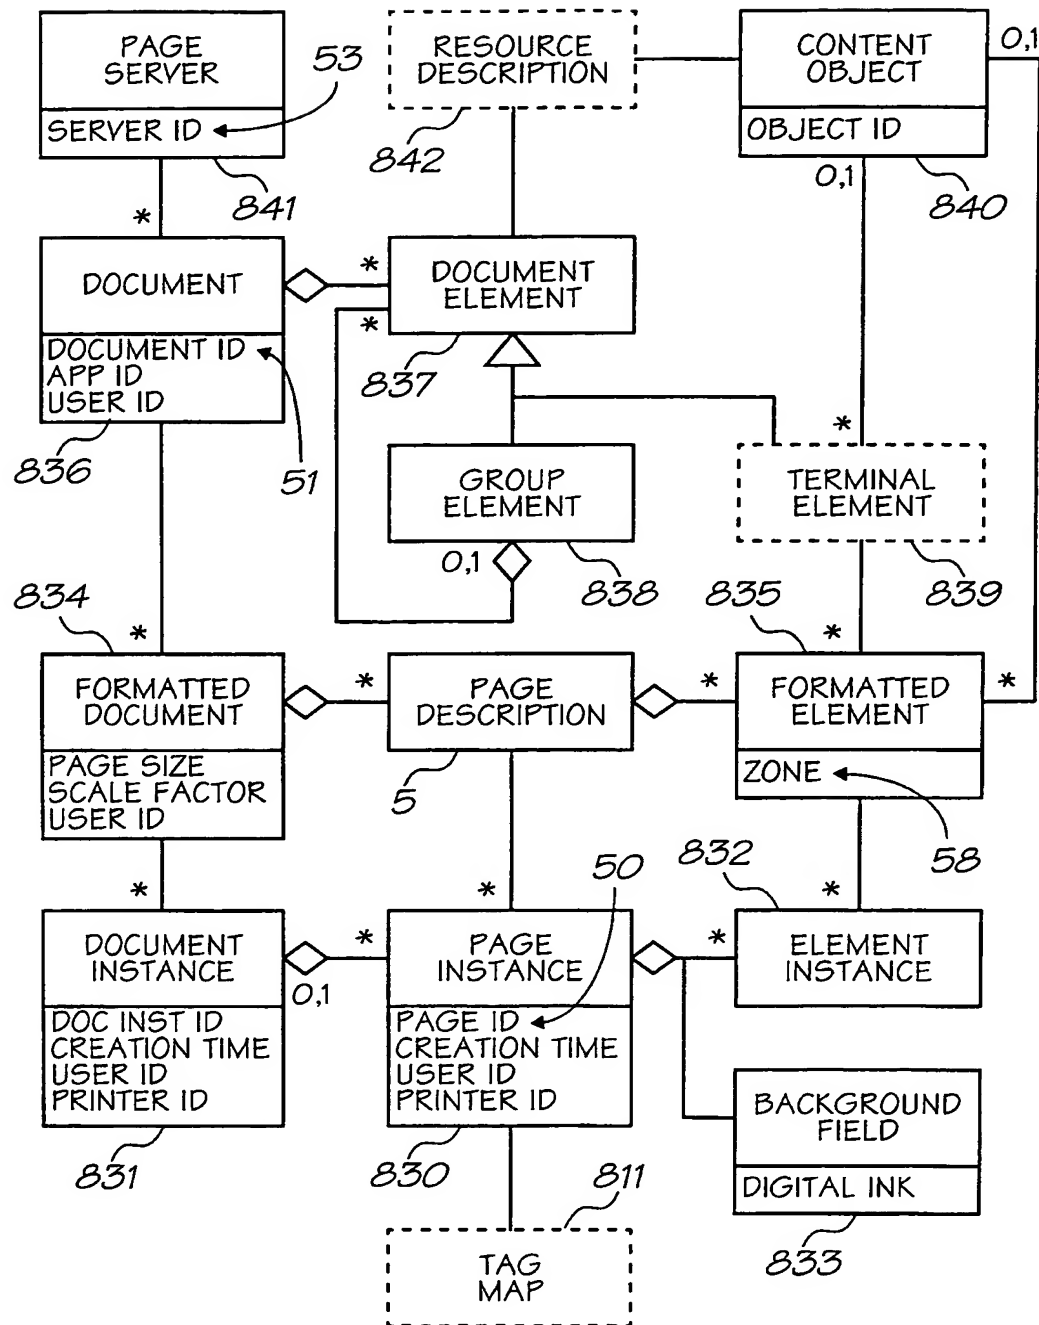 PAGE
SERVER
SERVER ID
53
841
RESOURCE
DESCRIPTION
842
CONTENT
OBJECT
OBJECT ID
0,1
0,1
840
*
DOCUMENT
DOCUMENT ID
APP ID
USER ID
836
51
*
*
DOCUMENT
ELEMENT
837
GROUP
ELEMENT
0,1
838
*
TERMINAL
ELEMENT
839
834
*
FORMATTED
DOCUMENT
PAGE SIZE
SCALE FACTOR
USER ID
*
PAGE
DESCRIPTION
5
835
*
*
*
FORMATTED
ELEMENT
ZONE
58
*
DOCUMENT
INSTANCE
0,1
DOC INST ID
CREATION TIME
USER ID
PRINTER ID
831
*
*
50
PAGE
INSTANCE
PAGE ID
CREATION TIME
USER ID
PRINTER ID
830
832
*
*
ELEMENT
INSTANCE
BACKGROUND
FIELD
DIGITAL INK
833
811
TAG
MAP